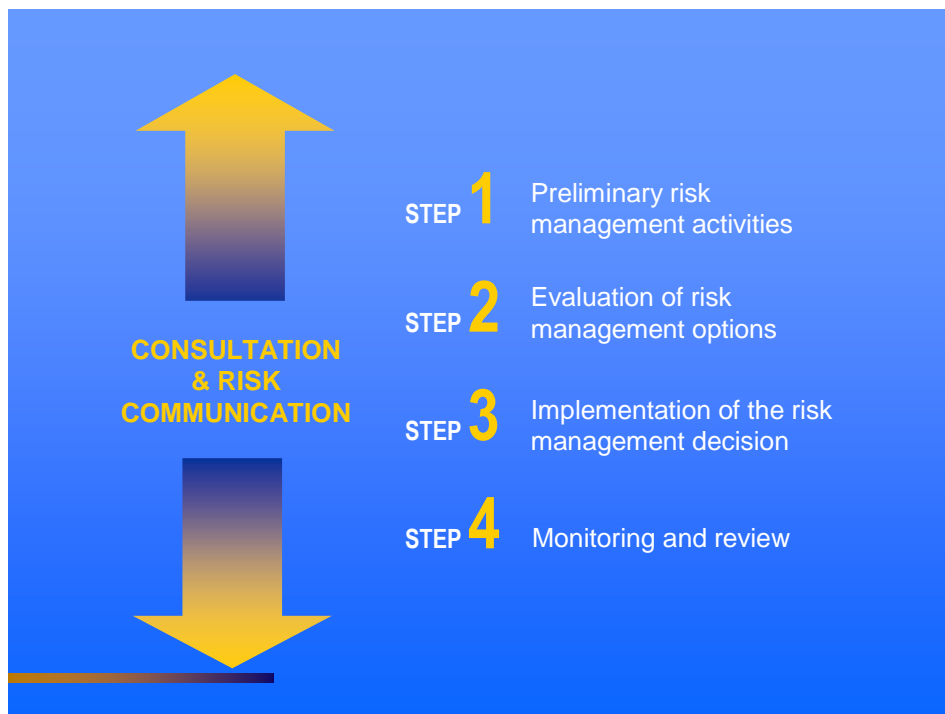 CONSULTATION
& RISK
COMMUNICATION
STEP 1 Preliminary risk
management activities
STEP 2 Evaluation of risk
management options
STEP 3 Implementation of the risk
management decision
STEP 4 Monitoring and review